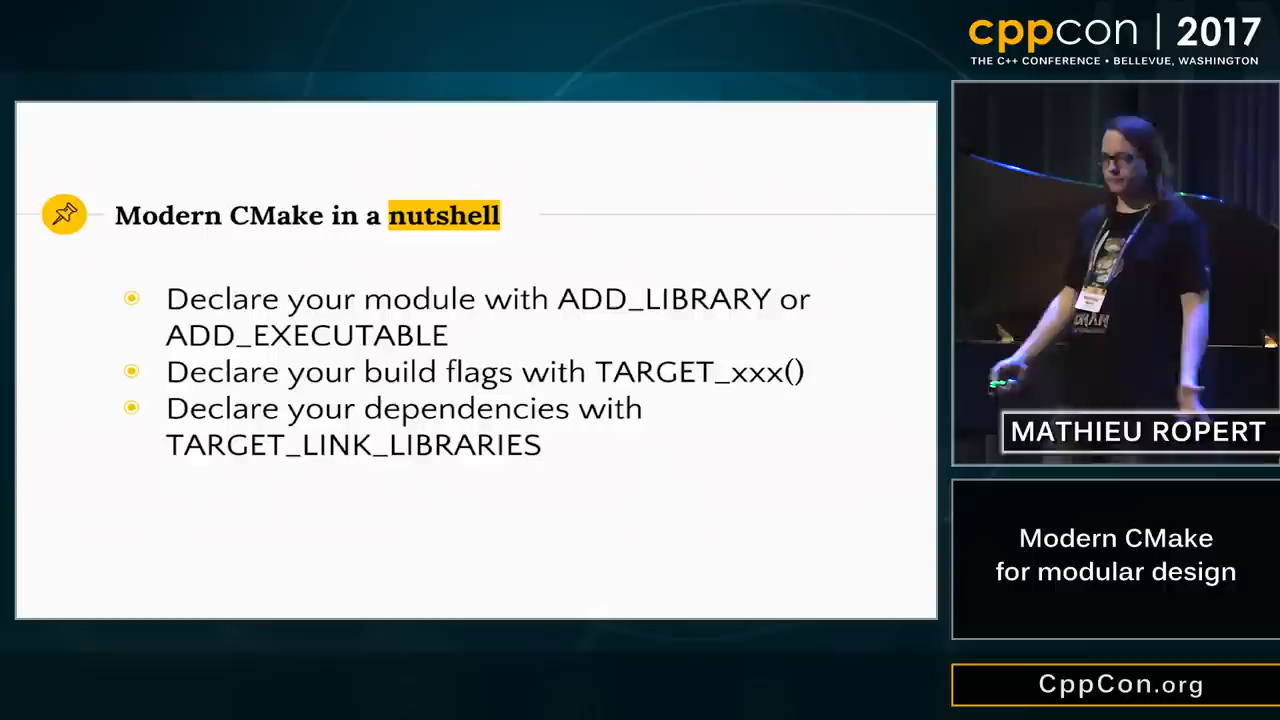 cppcon | 2017
THE C++ CONFERENCE • BELLEVUE, WASHINGTON
Modern CMake in a nutshell
Declare your module with ADD_LIBRARY or
ADD_EXECUTABLE
Declare your build flags with TARGET_xxx()
Declare your dependencies with
TARGET_LINK_LIBRARIES
MATHIEU ROPERT
Modern CMake
for modular design
CppCon.org